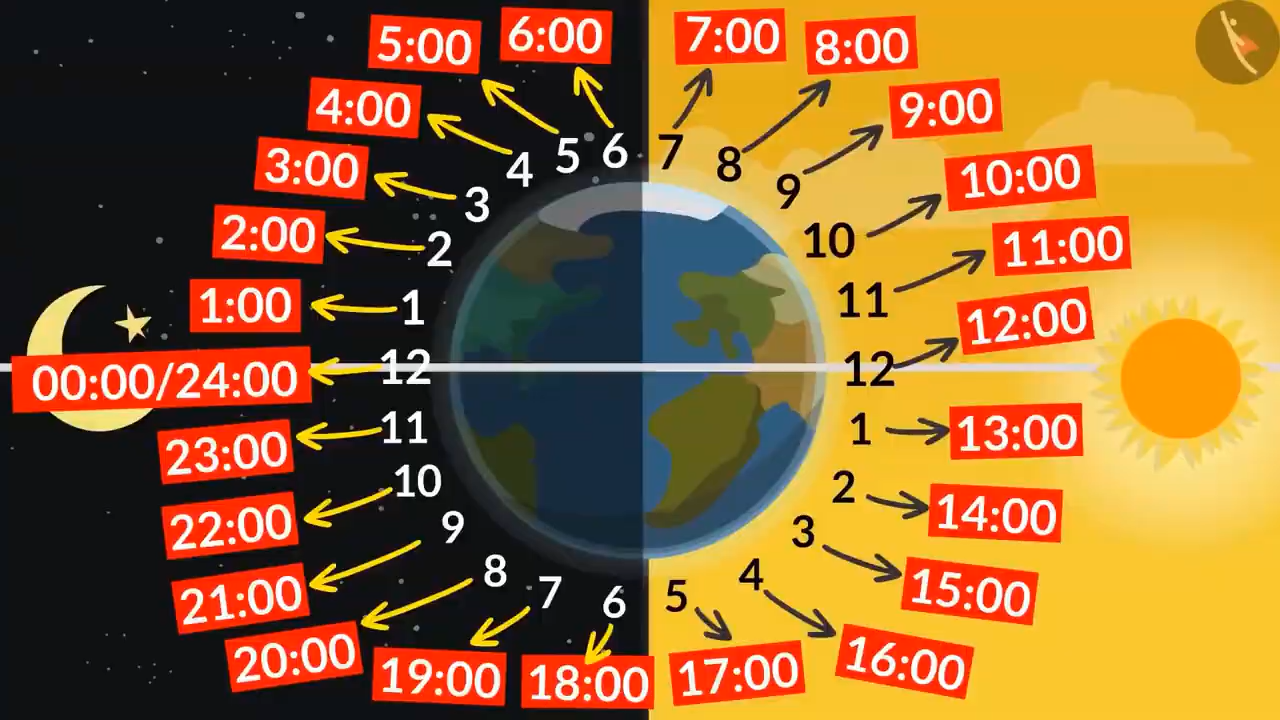 5:00 6:00 7:00 8:00
4:00 9:00
3:00 4 5 6 7 8 10:00
2:00 3 9 11:00
2 10
1:00 1 11 12:00
00:00/24:00 12 12
23:00 11 1 13:00
22:00 10 2 14:00
21:00 9 3 15:00
20:00 8 7 6 5 4 16:00
19:00 18:00 17:00